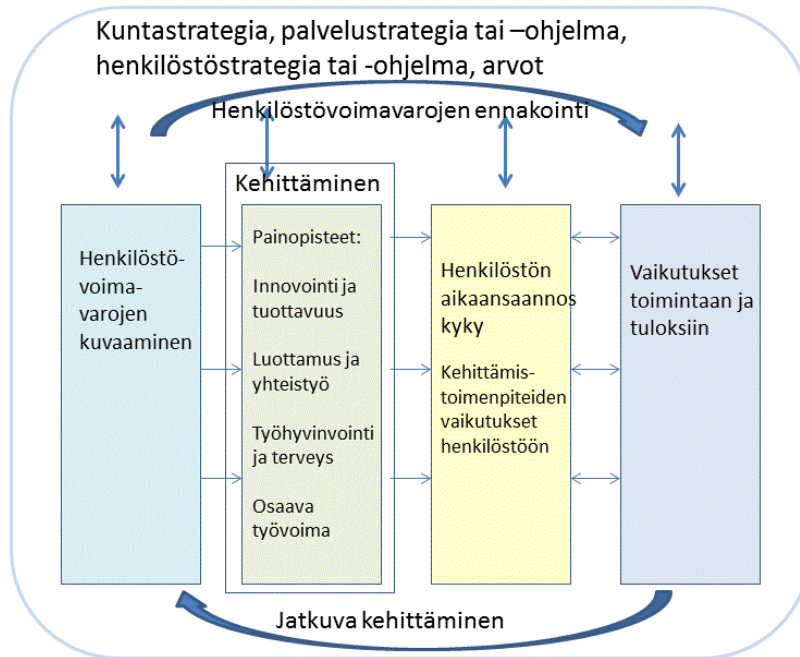 Kuntastrategia, palvelustrategia tai –ohjelma,
henkilöstöstrategia tai -ohjelma, arvot
Henkilöstövoimavarojen ennakointi
Kehittäminen
Henkilöstö-
voima-
varojen
kuvaaminen
Painopisteet:
Innovointi ja
tuottavuus
Luottamus ja
yhteistyö
Työhyvinvointi
ja terveys
Osaava
työvoima
Henkilöstön
aikaansaannos
kyky
Kehittämis-
toimenpiteiden
vaikutukset
henkilöstöön
Vaikutukset
toimintaan ja
tuloksiin
Jatkuva kehittäminen